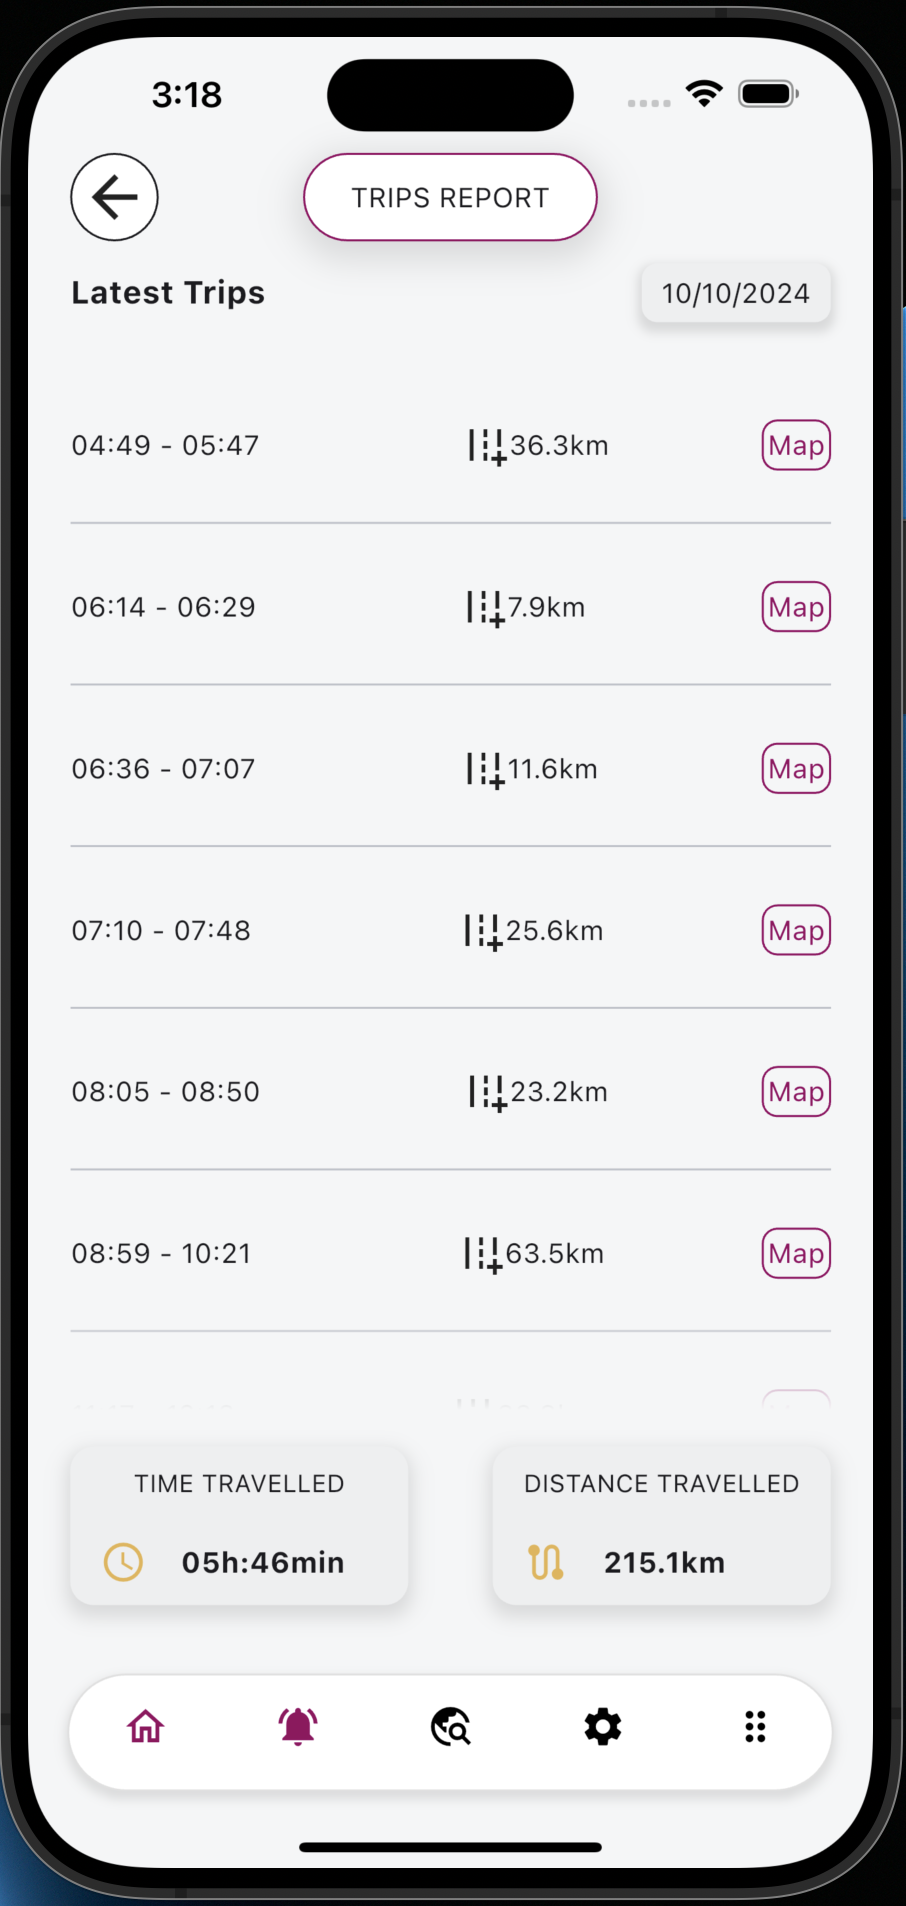 3:18
TRIPS REPORT
Latest Trips
10/10/2024
04:49 - 05:47
36.3km
Map
06:14 - 06:29
7.9km
Map
06:36 - 07:07
11.6km
Map
07:10 - 07:48
25.6km
Map
08:05 - 08:50
23.2km
Map
08:59 - 10:21
63.5km
Map
TIME TRAVELLED
05h:46min
DISTANCE TRAVELLED
215.1km